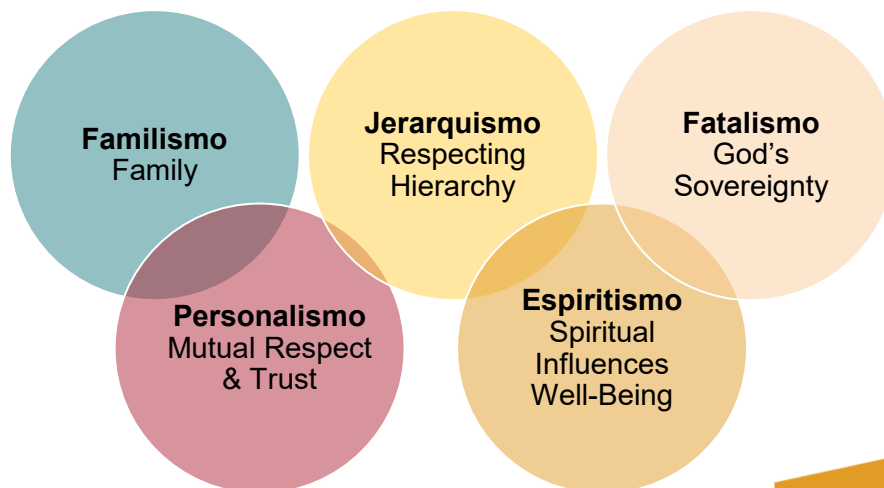 Familismo
Family
Jerarquismo
Respecting
Hierarchy
Fatalismo
God's
Sovereignty
Personalismo
Mutual Respect
& Trust
Espiritismo
Spiritual
Influences
Well-Being